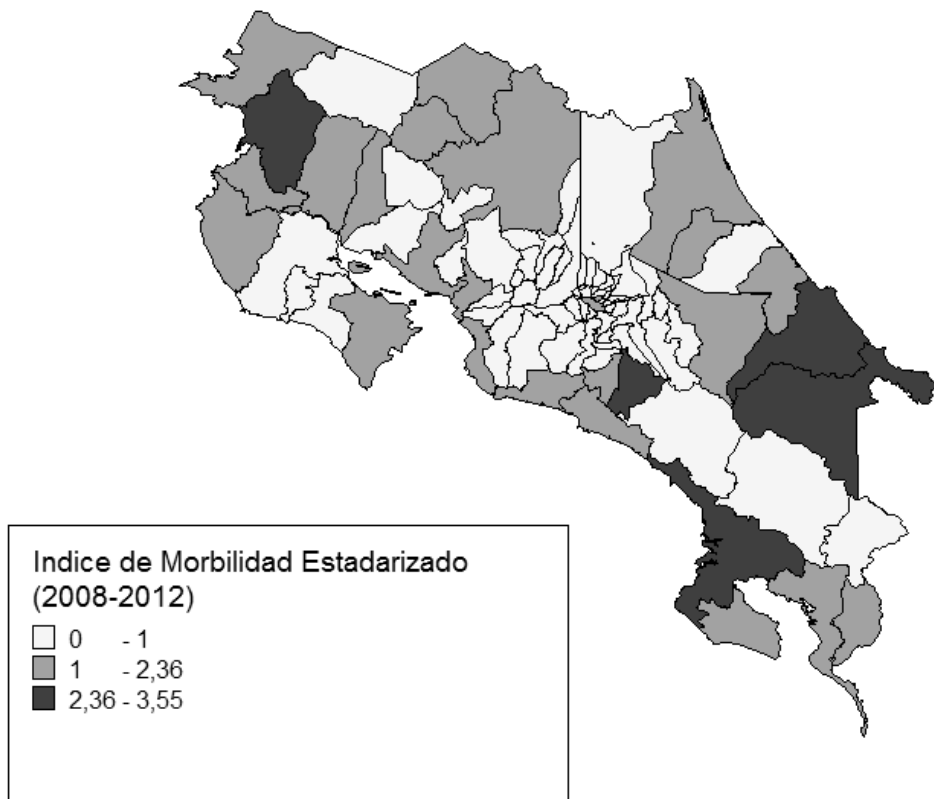 Indice de Morbilidad Estadarizado
(2008-2012)
0 - 1
1 - 2,36
2,36 - 3,55